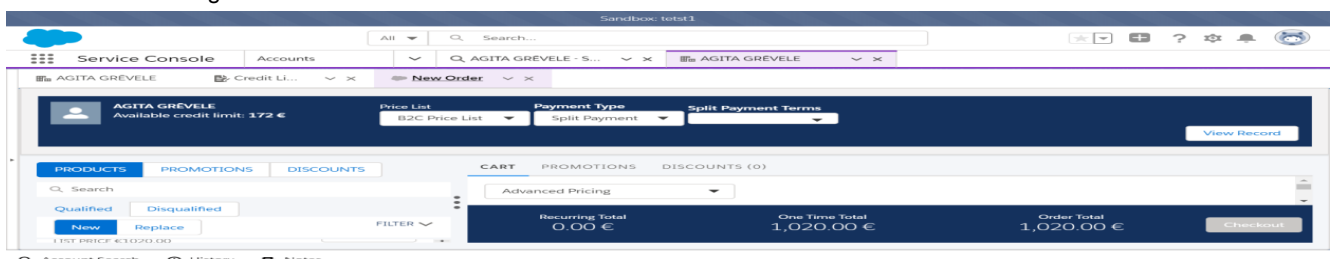 Sandbox: totst1
All
Search...
Service Console
Accounts
AGITA GRĒVELE - S...
AGITA GRĒVELE
AGITA GRĒVELE
Credit Li...
New Order
AGITA GRĒVELE
Available credit limit: 172 €
Price List
B2C Price List
Payment Type
Split Payment
Split Payment Terms
View Record
PRODUCTS
PROMOTIONS
DISCOUNTS
Search
Qualified
Disqualified
New
Replace
FILTER
LIST PRICE €1020.00
CART
PROMOTIONS
DISCOUNTS (0)
Advanced Pricing
Recurring Total
0.00 €
One Time Total
1,020.00 €
Order Total
1,020.00 €
Checkout
Account Search
History
Notes